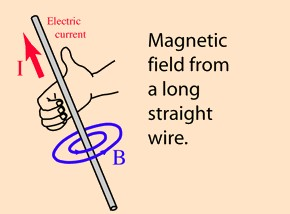 Electric
current
I
B
Magnetic
field from
a long
straight
wire.